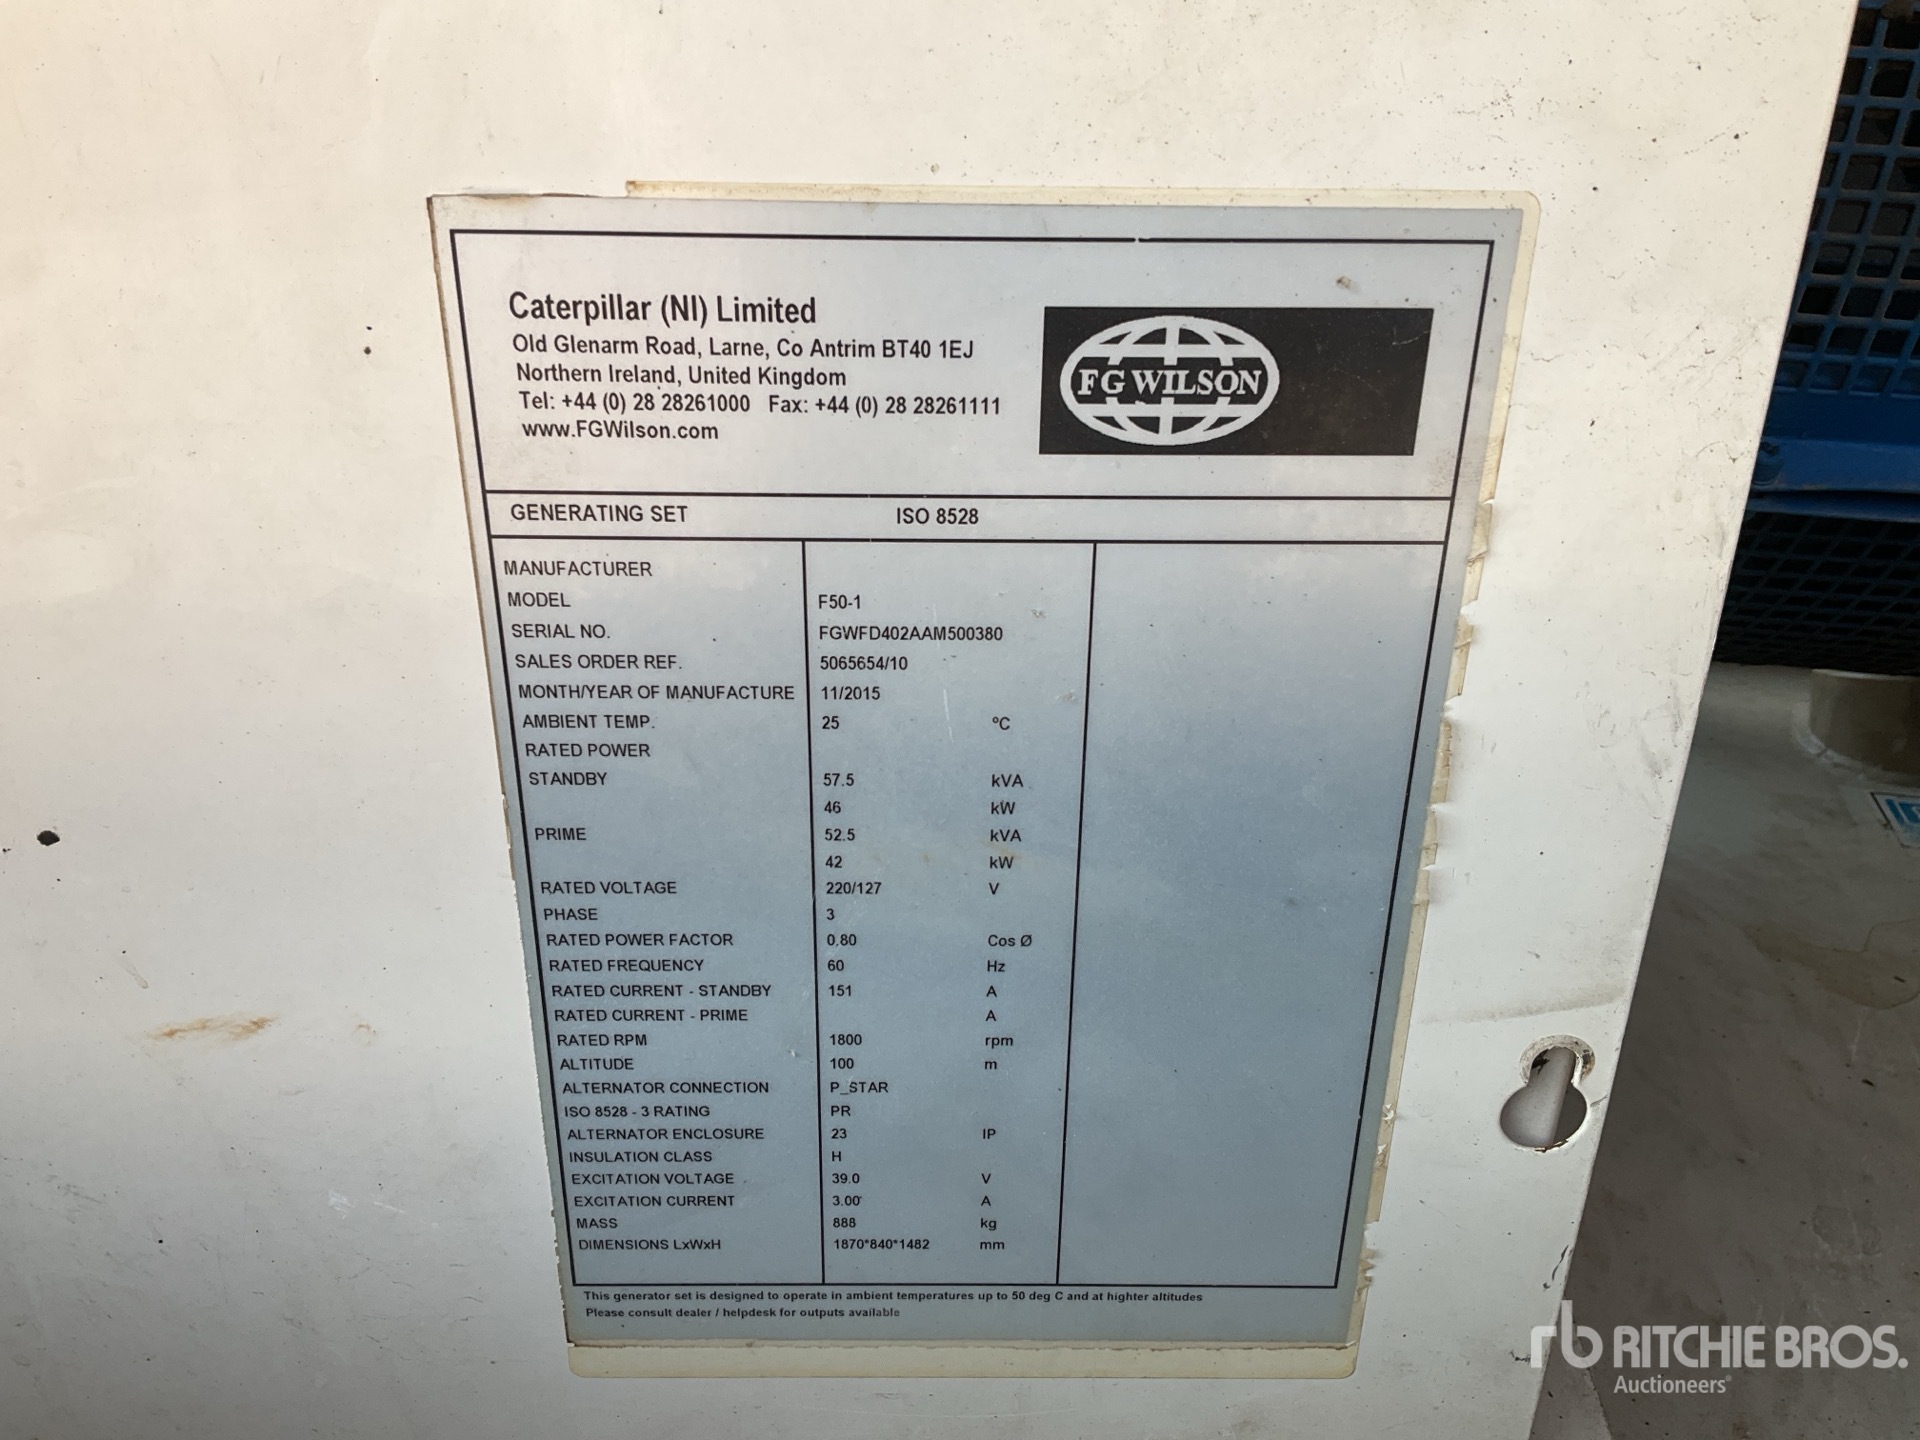 Caterpillar (NI) Limited
Old Glenarm Road, Larne, Co Antrim BT40 1EJ
Northern Ireland, United Kingdom
Tel: +44 (0) 28 28261000 Fax: +44 (0) 28 28261111
www.FGWilson.com
FG WILSON
GENERATING SET ISO 8528
MANUFACTURER
MODEL F50-1
SERIAL NO. FGWFD402AAM500380
SALES ORDER REF. 5065654/10
MONTH/YEAR OF MANUFACTURE 11/2015
AMBIENT TEMP. 25 °C
RATED POWER
STANDBY 57.5 kVA
46 kW
PRIME 52.5 kVA
42 kW
RATED VOLTAGE 220/127 V
PHASE 3
RATED POWER FACTOR 0.80 Cos Ø
RATED FREQUENCY 60 Hz
RATED CURRENT - STANDBY 151 A
RATED CURRENT - PRIME A
RATED RPM 1800 rpm
ALTITUDE 100 m
ALTERNATOR CONNECTION P_STAR
ISO 8528 - 3 RATING PR
ALTERNATOR ENCLOSURE 23 IP
INSULATION CLASS H
EXCITATION VOLTAGE 39.0 V
EXCITATION CURRENT 3.00 A
MASS 888 kg
DIMENSIONS LxWxH 1870*840*1482 mm
This generator set is designed to operate in ambient temperatures up to 50 deg C and at highter altitudes
Please consult dealer / helpdesk for outputs available
rb RITCHIE BROS.
Auctioneers